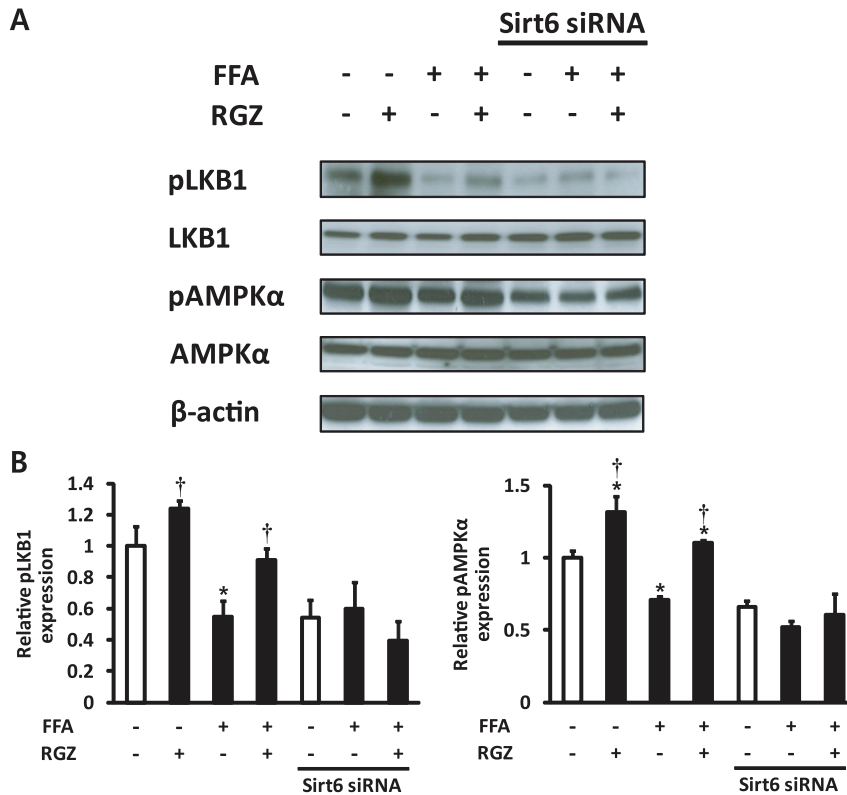 A
Sirt6 siRNA
FFA - - + + - + +
RGZ - + - + - - +
pLKB1
LKB1
pAMPKα
AMPKα
β-actin
B
Relative pLKB1 expression
1.4
1.2
1
0.8
0.6
0.4
0.2
0
† * †
FFA - - + + - + +
RGZ - + - + - - +
Sirt6 siRNA
Relative pAMPKα expression
1.5
1
0.5
0
† †
* * *
FFA - - + + - + +
RGZ - + - + - - +
Sirt6 siRNA